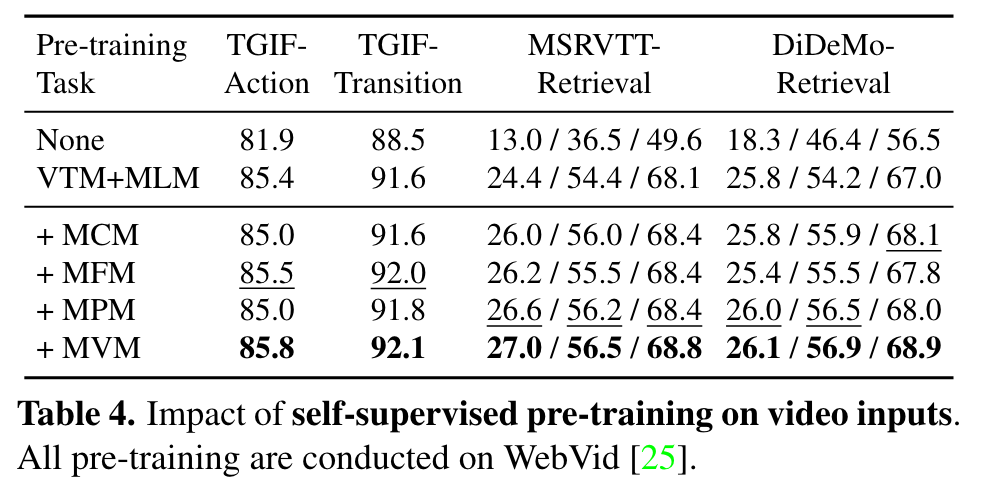 Pre-training TGIF- TGIF- MSRVTT- DiDeMo-
Task Action Transition Retrieval Retrieval
None 81.9 88.5 13.0 / 36.5 / 49.6 18.3 / 46.4 / 56.5
VTM+MLM 85.4 91.6 24.4 / 54.4 / 68.1 25.8 / 54.2 / 67.0
+ MCM 85.0 91.6 26.0 / 56.0 / 68.4 25.8 / 55.9 / 68.1
+ MFM 85.5 92.0 26.2 / 55.5 / 68.4 25.4 / 55.5 / 67.8
+ MPM 85.0 91.8 26.6 / 56.2 / 68.4 26.0 / 56.5 / 68.0
+ MVM 85.8 92.1 27.0 / 56.5 / 68.8 26.1 / 56.9 / 68.9
Table 4. Impact of self-supervised pre-training on video inputs.
All pre-training are conducted on WebVid [25].